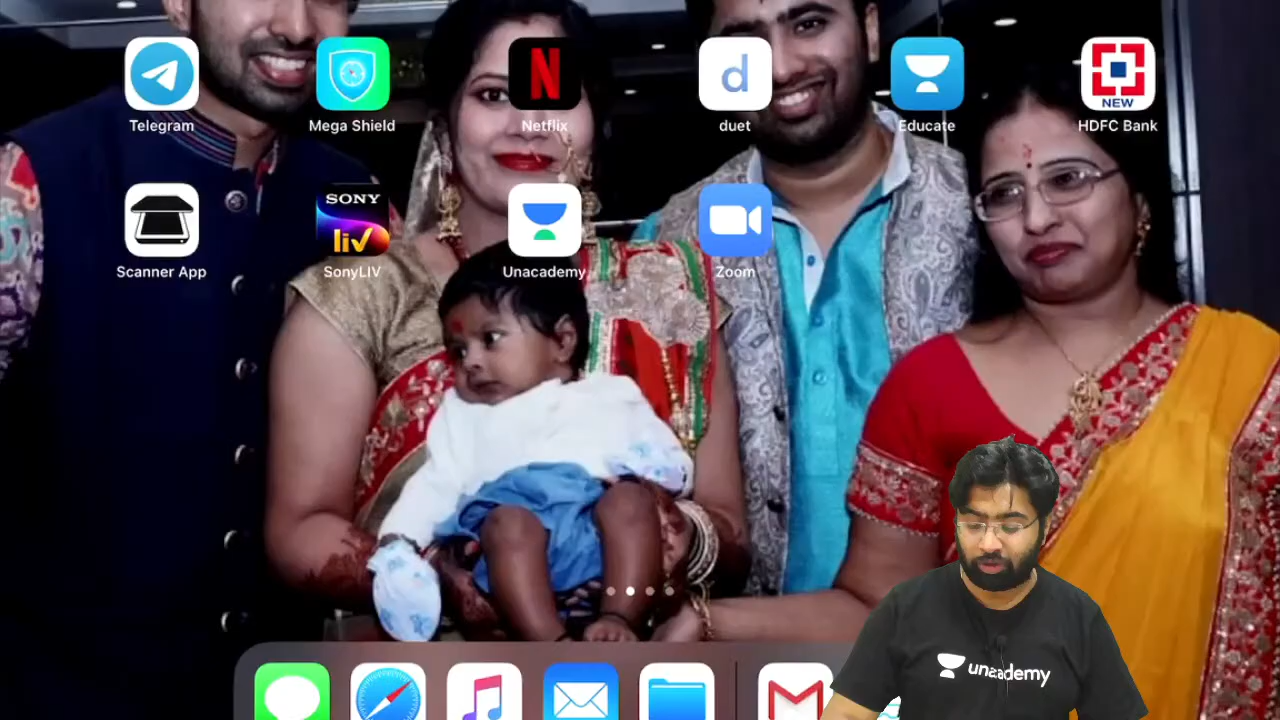 Telegram
Mega Shield
N
Netflix
d
duet
Educate
NEW
HDFC Bank
Scanner App
SONY
liv
SonyLIV
Unacademy
Zoom
unacademy